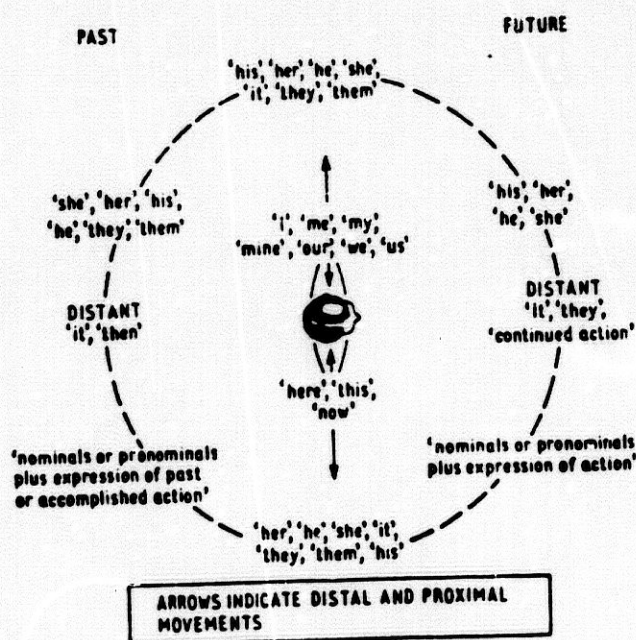 PAST
FUTURE
‘his’, ‘her’, ‘he’, ‘she’,
‘it’, ‘they’, ‘them’
‘she’, ‘her’, ‘his’,
‘he’, ‘they’, ‘them’
‘i’, ‘me’, ‘my’,
‘mine’, ‘our’, ‘we’, ‘us’
‘his’, ‘her’,
‘he’, ‘she’
DISTANT
‘it’, ‘then’
DISTANT
‘it’, ‘they’,
‘continued action’
‘here’, ‘this’,
‘now’
‘nominals or pronominals
plus expression of past
or accomplished action’
‘nominals or pronominals
plus expression of action’
‘her’, ‘he’, ‘she’, ‘it’,
‘they’, ‘them’, ‘his’
ARROWS INDICATE DISTAL AND PROXIMAL
MOVEMENTS